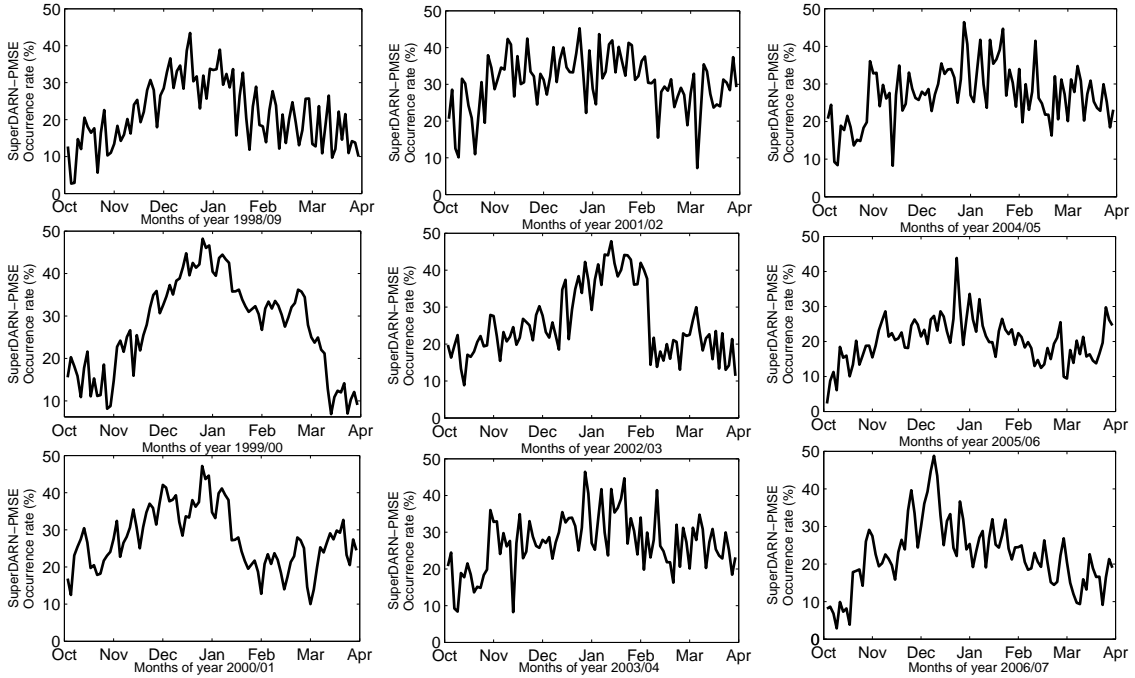 SuperDARN−PMSE
Occurrence rate (%)
50
40
30
20
10
0
Oct Nov Dec Jan Feb Mar Apr
Months of year 1998/09
SuperDARN−PMSE
Occurrence rate (%)
50
40
30
20
10
0
Oct Nov Dec Jan Feb Mar Apr
Months of year 2001/02
SuperDARN−PMSE
Occurrence rate (%)
50
40
30
20
10
0
Oct Nov Dec Jan Feb Mar Apr
Months of year 2004/05
SuperDARN−PMSE
Occurrence rate (%)
50
40
30
20
10
Oct Nov Dec Jan Feb Mar Apr
Months of year 1999/00
SuperDARN−PMSE
Occurrence rate (%)
50
40
30
20
10
0
Oct Nov Dec Jan Feb Mar Apr
Months of year 2002/03
SuperDARN−PMSE
Occurrence rate (%)
50
40
30
20
10
0
Oct Nov Dec Jan Feb Mar Apr
Months of year 2005/06
SuperDARN−PMSE
Occurrence rate (%)
50
40
30
20
10
0
Oct Nov Dec Jan Feb Mar Apr
Months of year 2000/01
SuperDARN−PMSE
Occurrence rate (%)
50
40
30
20
10
0
Oct Nov Dec Jan Feb Mar Apr
Months of year 2003/04
SuperDARN−PMSE
Occurrence rate (%)
50
40
30
20
10
0
Oct Nov Dec Jan Feb Mar Apr
Months of year 2006/07